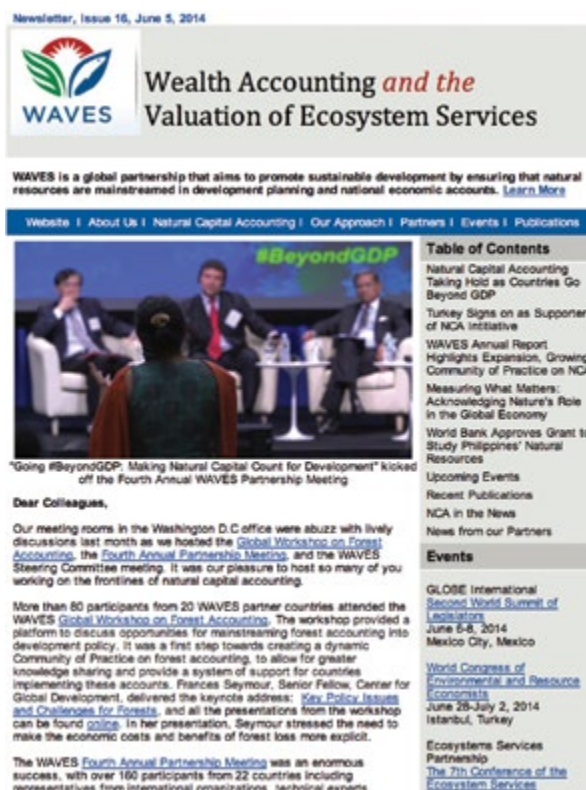 Newsletter, Issue 16, June 5, 2014
WAVES
Wealth Accounting and the
Valuation of Ecosystem Services
WAVES is a global partnership that aims to promote sustainable development by ensuring that natural
resources are mainstreamed in development planning and national economic accounts. Learn More
Website I About Us I Natural Capital Accounting I Our Approach I Partners I Events I Publications
#BeyondGDP
"Going #BeyondGDP: Making Natural Capital Count for Development" kicked
off the Fourth Annual WAVES Partnership Meeting
Dear Colleagues,
Our meeting rooms in the Washington D.C office were abuzz with lively
discussions last month as we hosted the Global Workshop on Forest
Accounting, the Fourth Annual Partnership Meeting, and the WAVES
Steering Committee meeting. It was our pleasure to host so many of you
working on the frontlines of natural capital accounting.
More than 80 participants from 20 WAVES partner countries attended the
WAVES Global Workshop on Forest Accounting. The workshop provided a
platform to discuss opportunities for mainstreaming forest accounting into
development policy. It was a first step towards creating a dynamic
Community of Practice on forest accounting, to allow for greater
knowledge sharing and provide a system of support for countries
implementing these accounts. Frances Seymour, Senior Fellow, Center for
Global Development, delivered the keynote address: Key Policy Issues
and Challenges for Forests, and all the presentations from the workshop
can be found online. In her presentation, Seymour stressed the need to
make the economic costs and benefits of forest loss more explicit.
The WAVES Fourth Annual Partnership Meeting was an enormous
success, with over 160 participants from 22 countries including
representatives from international organizations, technical experts
Table of Contents
Natural Capital Accounting
Taking Hold as Countries Go
Beyond GDP
Turkey Signs on as Supporter
of NCA Intitiative
WAVES Annual Report
Highlights Expansion, Growing
Community of Practice on NCA
Measuring What Matters:
Acknowledging Nature's Role
in the Global Economy
World Bank Approves Grant to
Study Philippines' Natural
Resources
Upcoming Events
Recent Publications
NCA in the News
News from our Partners
Events
GLOBE International
Second World Summit of
Legislators
June 6-8, 2014
Mexico City, Mexico
World Congress of
Environmental and Resource
Economists
June 28-July 2, 2014
Istanbul, Turkey
Ecosystems Services
Partnership
The 7th Conference of the
Ecosystem Services